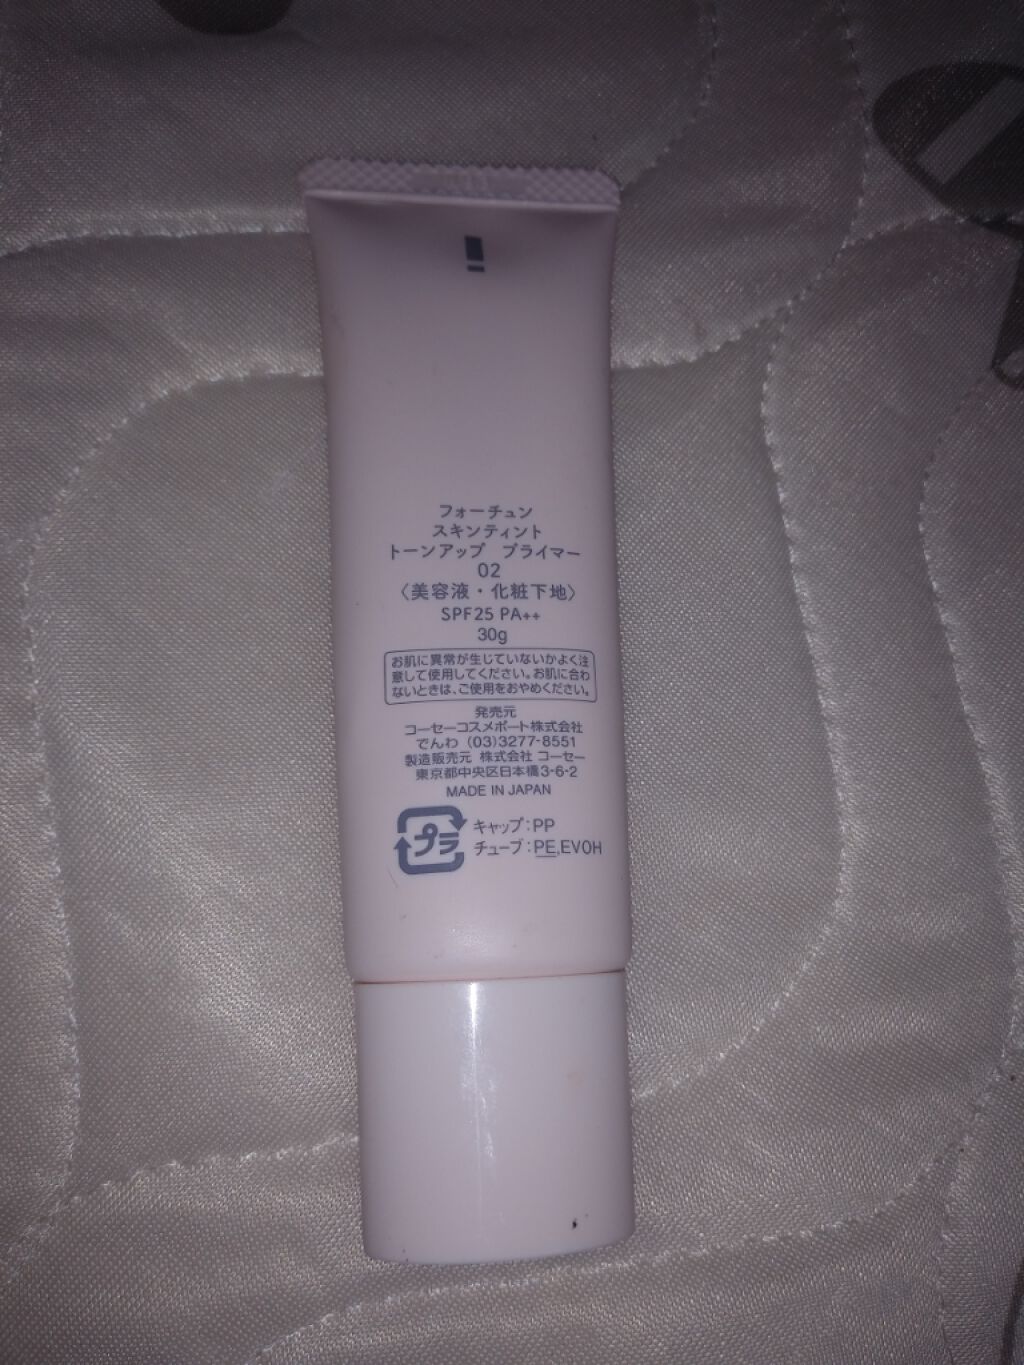 フォーチュン
スキンティント
トーンアップ プライマー
02
〈美容液・化粧下地〉
SPF25 PA++
30g
お肌に異常が生じていないかよく注
意して使用してください。お肌に合わ
ないときは、ご使用をおやめください。
発売元
コーセーコスメポート株式会社
でんわ (03)3277-8551
製造販売元 株式会社 コーセー
東京都中央区日本橋3-6-2
MADE IN JAPAN
プラ
キャップ:PP
チューブ:PE,EVOH